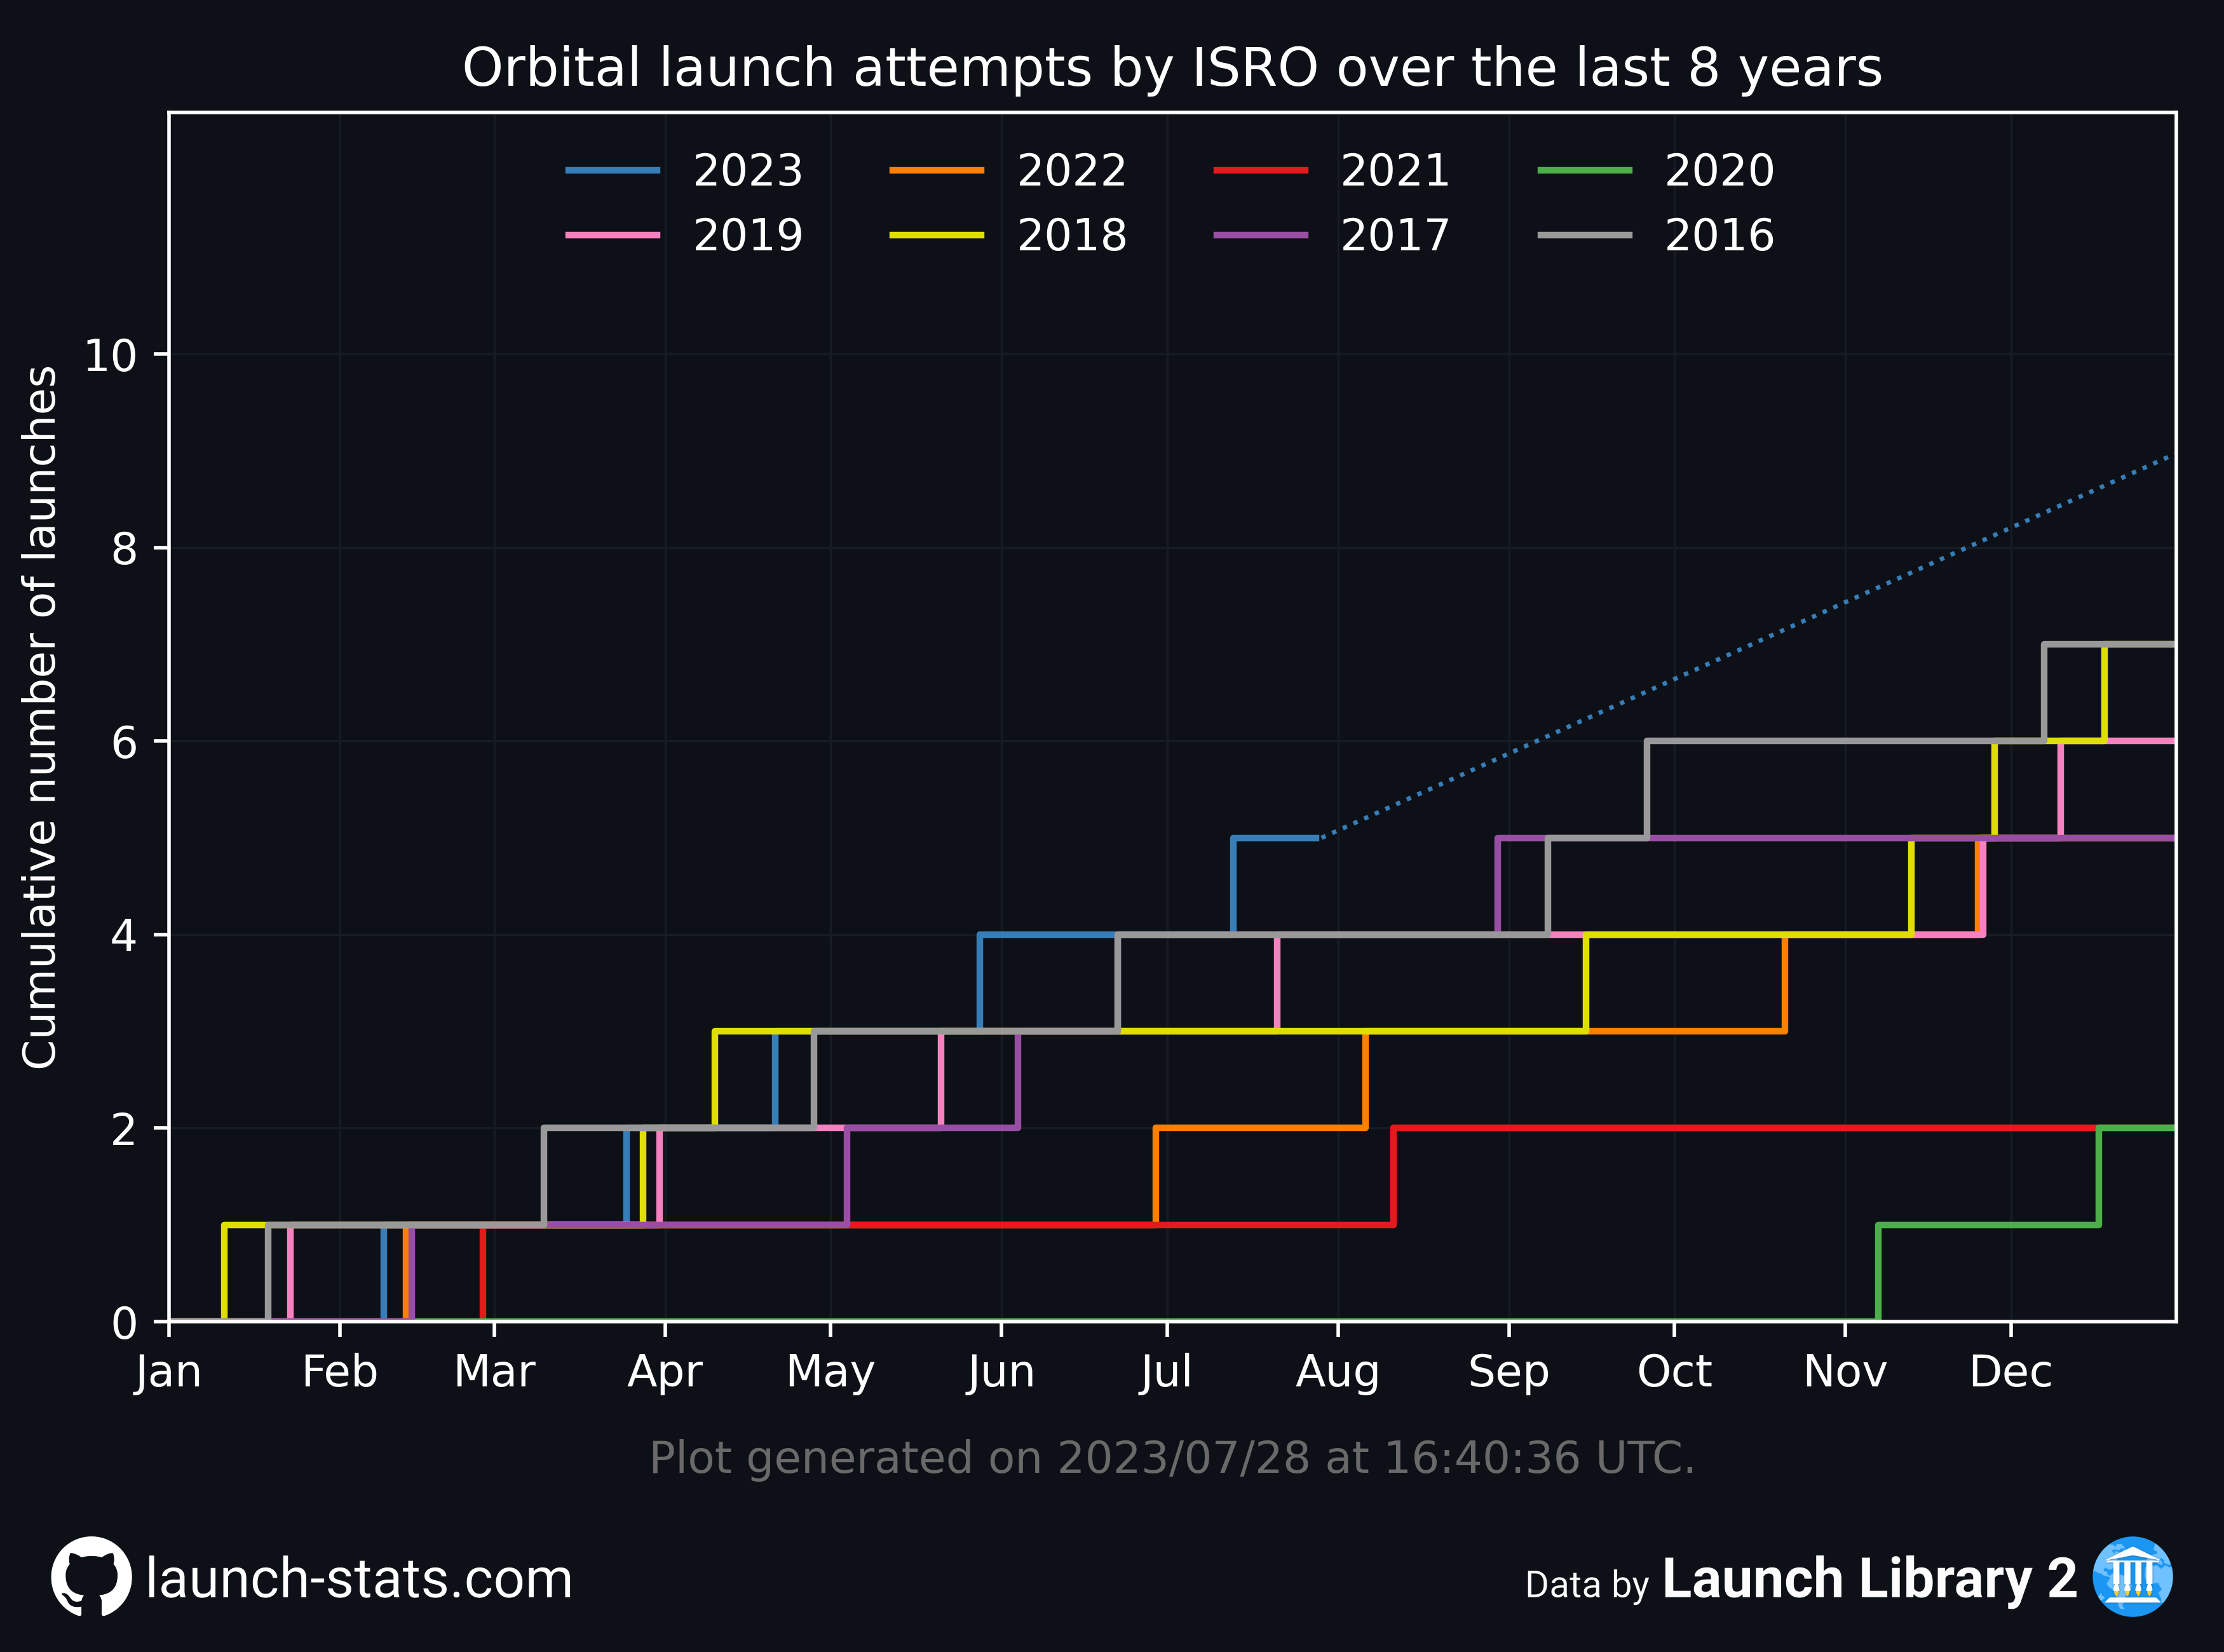 Orbital launch attempts by ISRO over the last 8 years
2023 2022 2021 2020
2019 2018 2017 2016
Cumulative number of launches
10
8
6
4
2
0
Jan Feb Mar Apr May Jun Jul Aug Sep Oct Nov Dec
Plot generated on 2023/07/28 at 16:40:36 UTC.
launch-stats.com
Data by Launch Library 2